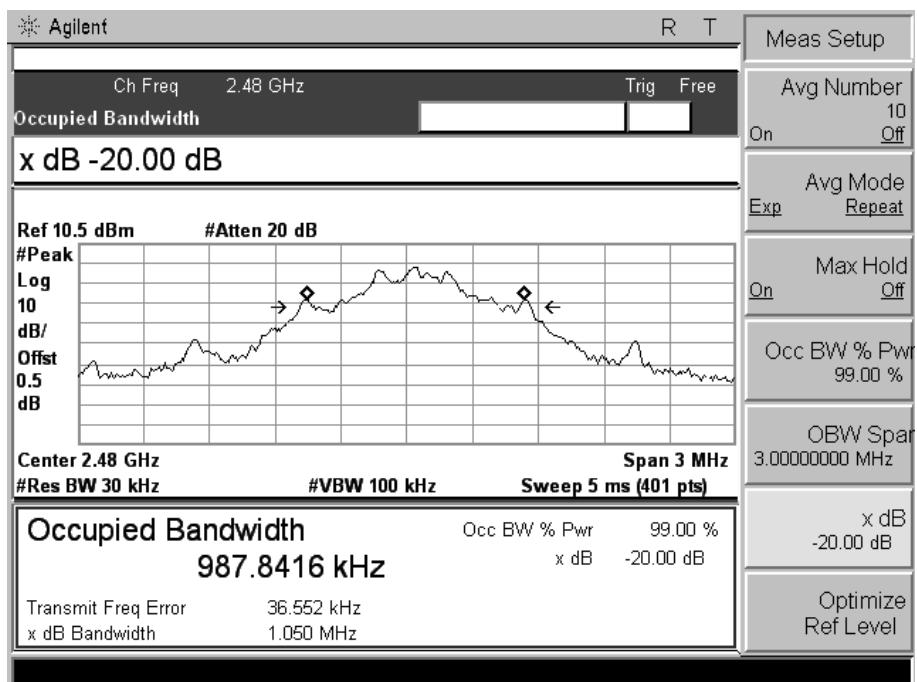 Agilent R T
Ch Freq 2.48 GHz Trig Free
Occupied Bandwidth
x dB -20.00 dB
Ref 10.5 dBm #Atten 20 dB
#Peak
Log
10
dB/
Offst
0.5
dB
Center 2.48 GHz Span 3 MHz
#Res BW 30 kHz #VBW 100 kHz Sweep 5 ms (401 pts)
Occupied Bandwidth
987.8416 kHz
Occ BW % Pwr 99.00 %
x dB -20.00 dB
Transmit Freq Error 36.552 kHz
x dB Bandwidth 1.050 MHz
Meas Setup
Avg Number
10
On Off
Avg Mode
Exp Repeat
Max Hold
On Off
Occ BW % Pwr
99.00 %
OBW Span
3.00000000 MHz
x dB
-20.00 dB
Optimize
Ref Level